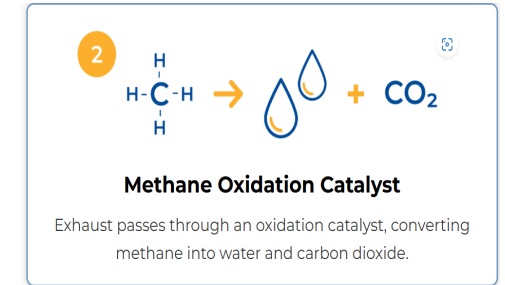 2
H
H-C-H
H
+ CO₂
Methane Oxidation Catalyst
Exhaust passes through an oxidation catalyst, converting
methane into water and carbon dioxide.